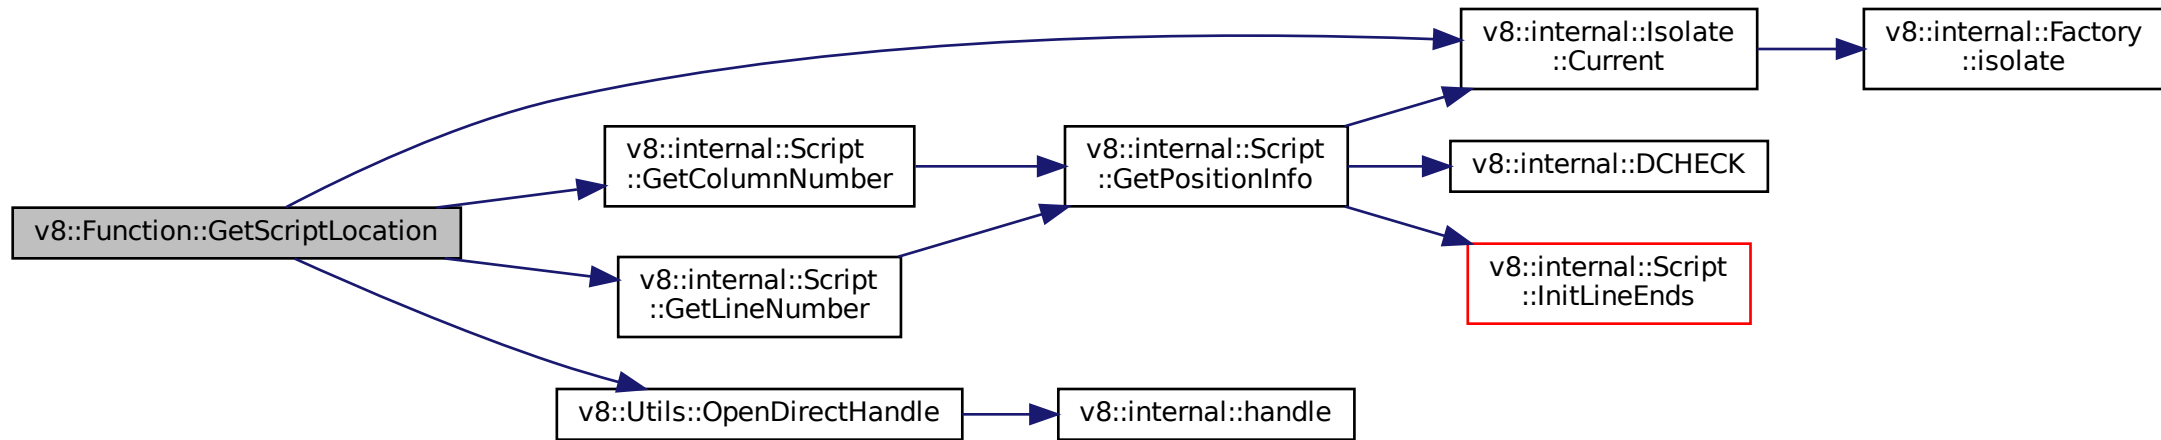 v8::Function::GetScriptLocation
v8::internal::Isolate
::Current
v8::internal::Factory
::isolate
v8::internal::Script
::GetColumnNumber
v8::internal::Script
::GetPositionInfo
v8::internal::DCHECK
v8::internal::Script
::GetLineNumber
v8::internal::Script
::InitLineEnds
v8::Utils::OpenDirectHandle
v8::internal::handle